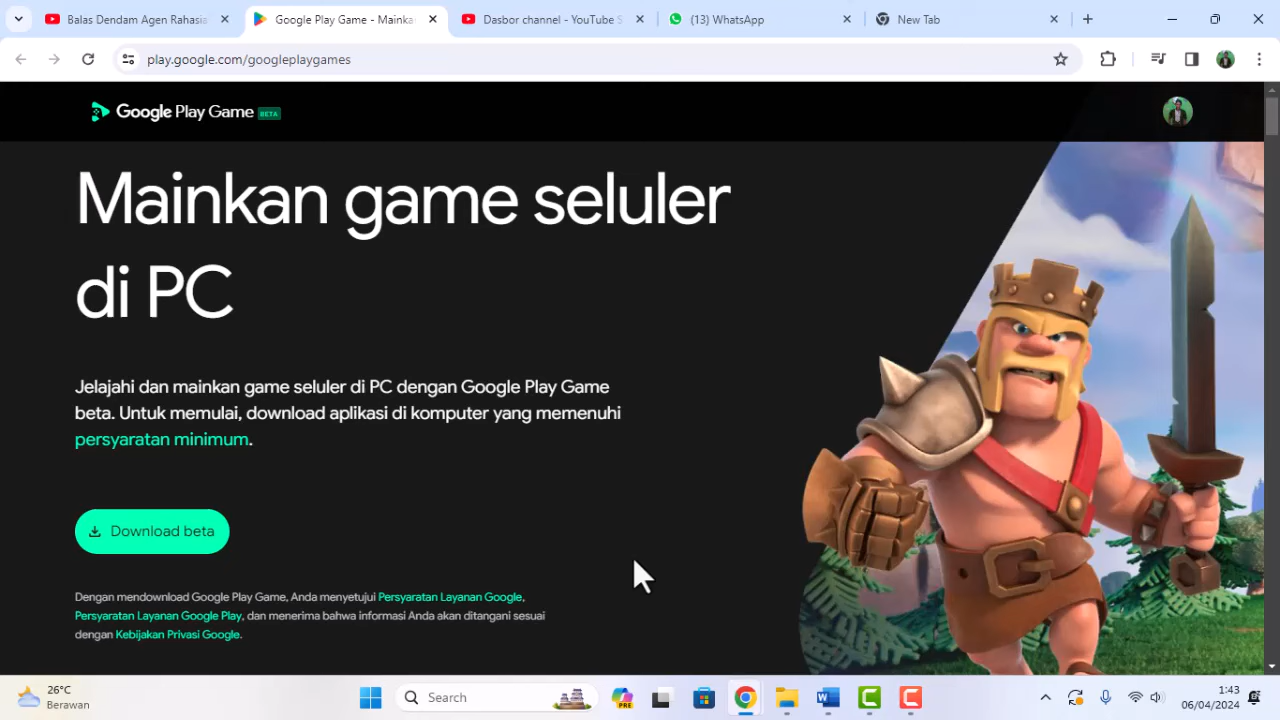 Balas Dendam Agen Rahasia
Google Play Game - Mainka
Dasbor channel - YouTube S
(13) WhatsApp
New Tab
play.google.com/googleplaygames
Google Play Game BETA
Mainkan game seluler
di PC
Jelajahi dan mainkan game seluler di PC dengan Google Play Game
beta. Untuk memulai, download aplikasi di komputer yang memenuhi
persyaratan minimum.
Download beta
Dengan mendownload Google Play Game, Anda menyetujui Persyaratan Layanan Google,
Persyaratan Layanan Google Play, dan menerima bahwa informasi Anda akan ditangani sesuai
dengan Kebijakan Privasi Google.
26°C
Berawan
Search
PRE
W
C
C
1:43
06/04/2024